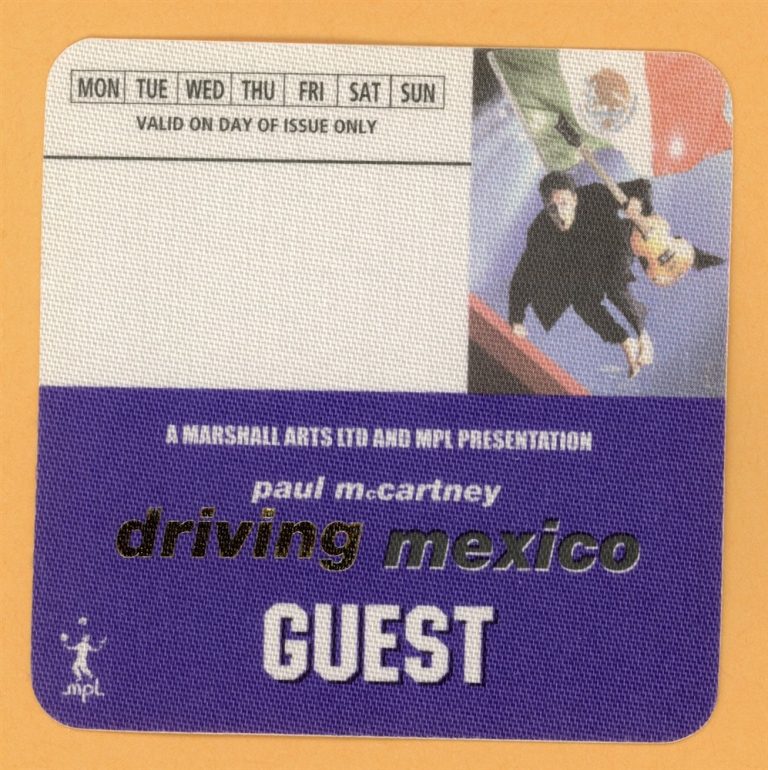 MON TUE WED THU FRI SAT SUN
VALID ON DAY OF ISSUE ONLY
A MARSHALL ARTS LTD AND MPL PRESENTATION
paul mccartney
driving mexico
GUEST
mpl